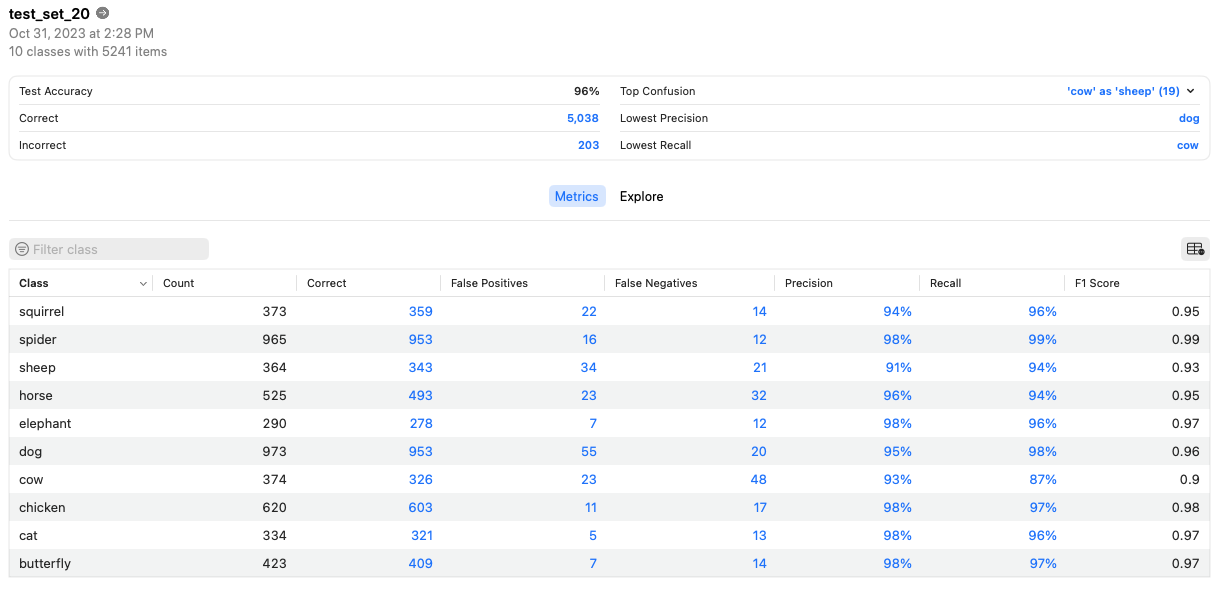 test_set_20
Oct 31, 2023 at 2:28 PM
10 classes with 5241 items
Test Accuracy 96% Top Confusion 'cow' as 'sheep' (19)
Correct 5,038 Lowest Precision dog
Incorrect 203 Lowest Recall cow
Metrics Explore
Filter class
Class Count Correct False Positives False Negatives Precision Recall F1 Score
squirrel 373 359 22 14 94% 96% 0.95
spider 965 953 16 12 98% 99% 0.99
sheep 364 343 34 21 91% 94% 0.93
horse 525 493 23 32 96% 94% 0.95
elephant 290 278 7 12 98% 96% 0.97
dog 973 953 55 20 95% 98% 0.96
cow 374 326 23 48 93% 87% 0.9
chicken 620 603 11 17 98% 97% 0.98
cat 334 321 5 13 98% 96% 0.97
butterfly 423 409 7 14 98% 97% 0.97